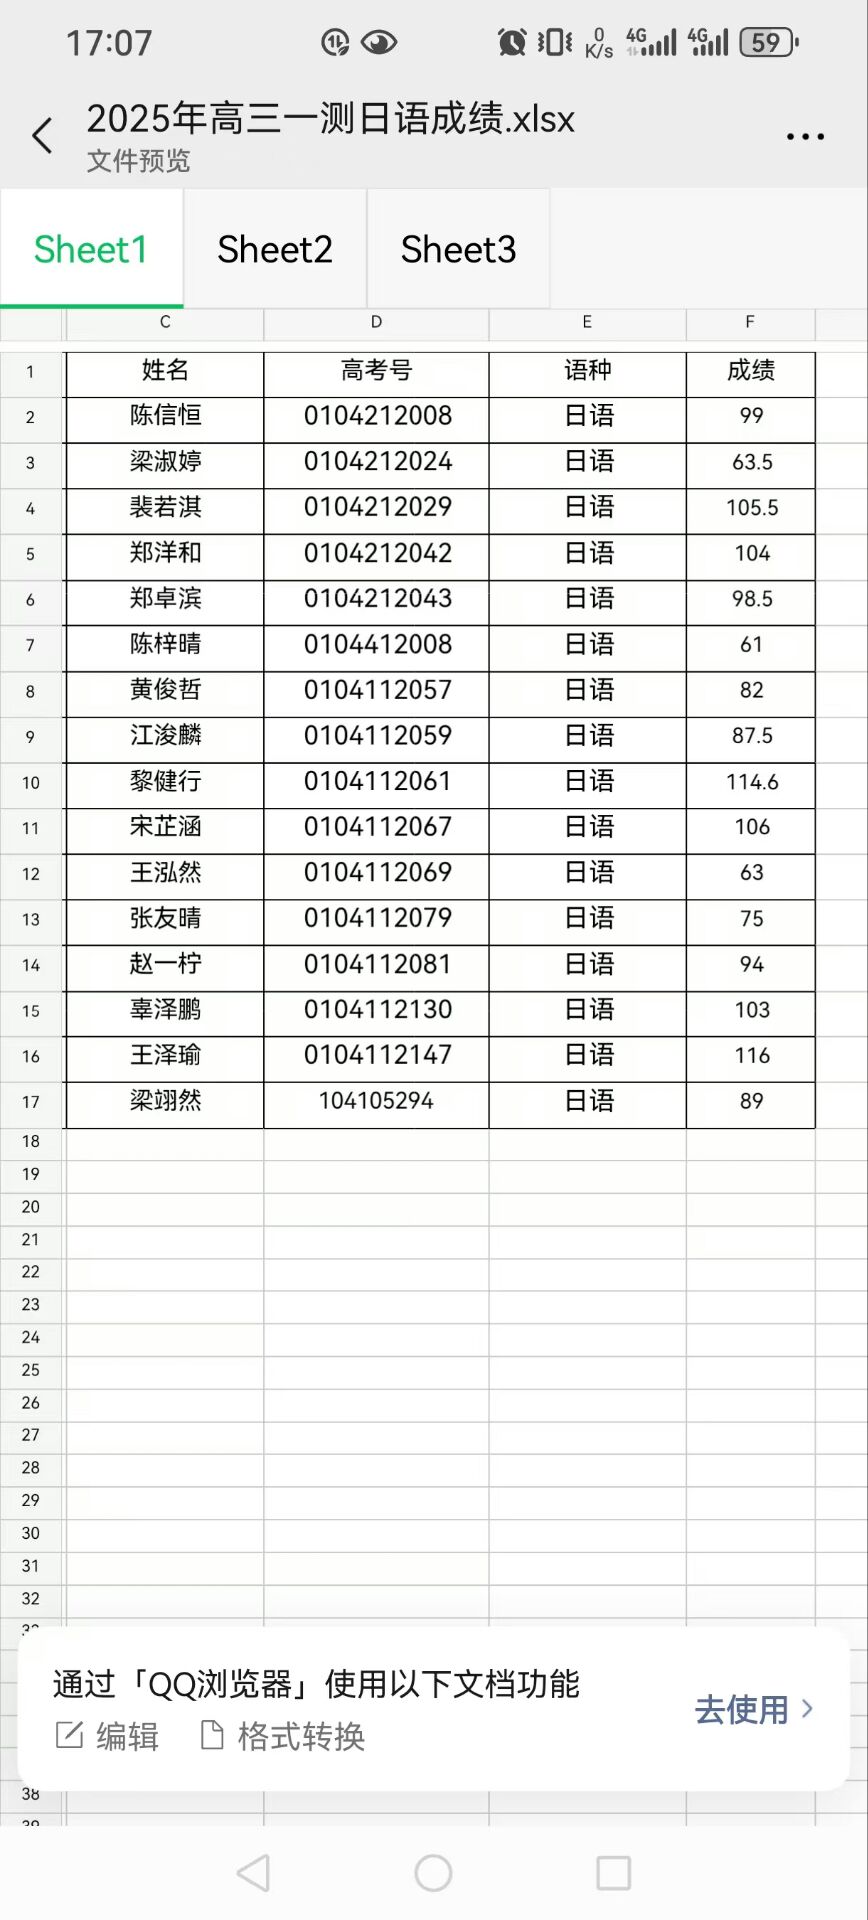 17:07
0 K/s 4G 4G 59
2025年高三一测日语成绩.xlsx
文件预览
Sheet1 Sheet2 Sheet3
C D E F
1 姓名 高考号 语种 成绩
2 陈信恒 0104212008 日语 99
3 梁淑婷 0104212024 日语 63.5
4 裴若淇 0104212029 日语 105.5
5 郑洋和 0104212042 日语 104
6 郑卓滨 0104212043 日语 98.5
7 陈梓晴 0104412008 日语 61
8 黄俊哲 0104112057 日语 82
9 江浚麟 0104112059 日语 87.5
10 黎健行 0104112061 日语 114.6
11 宋芷涵 0104112067 日语 106
12 王泓然 0104112069 日语 63
13 张友晴 0104112079 日语 75
14 赵一柠 0104112081 日语 94
15 辜泽鹏 0104112130 日语 103
16 王泽瑜 0104112147 日语 116
17 梁翊然 104105294 日语 89
18
19
20
21
22
23
24
25
26
27
28
29
30
31
32
通过「QQ浏览器」使用以下文档功能
编辑 格式转换
去使用
38